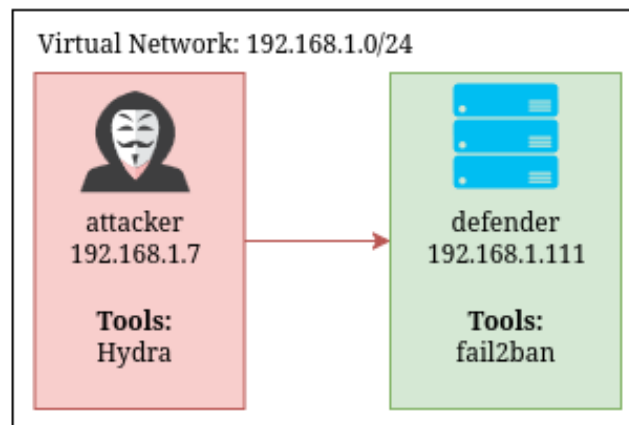 Virtual Network: 192.168.1.0/24
attacker
192.168.1.7
Tools:
Hydra
defender
192.168.1.111
Tools:
fail2ban